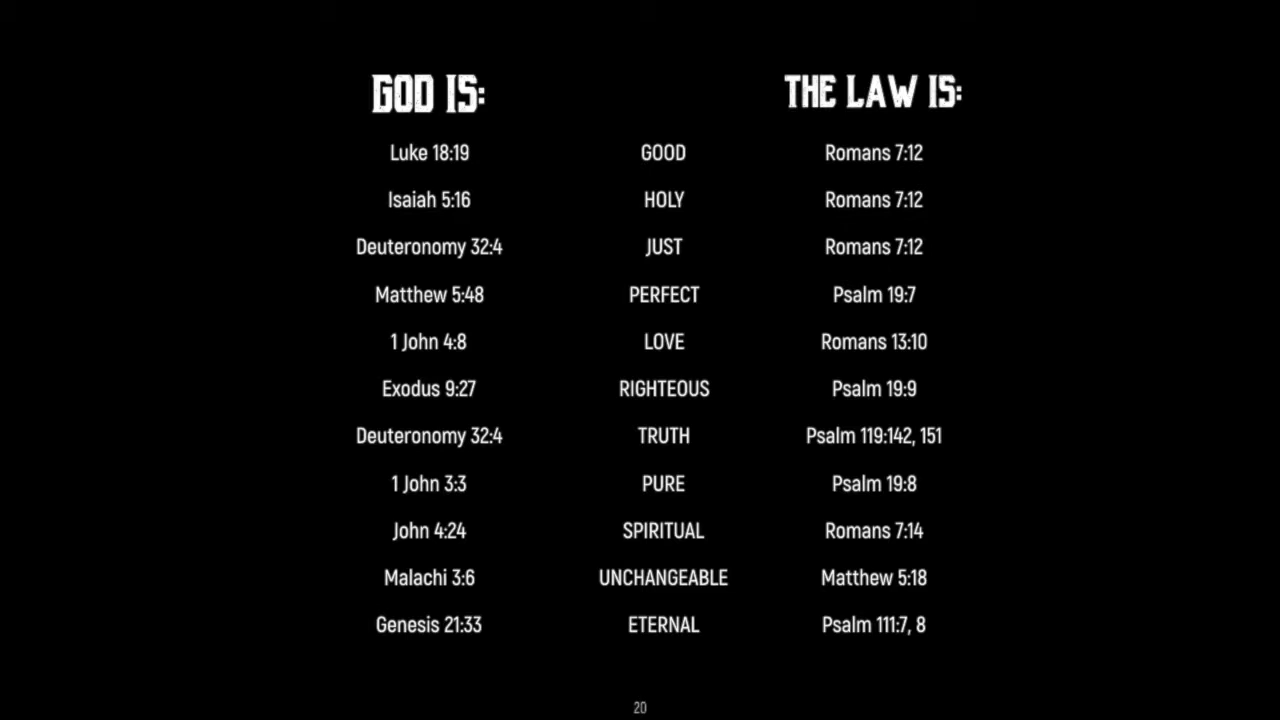 GOD IS: THE LAW IS:
Luke 18:19 GOOD Romans 7:12
Isaiah 5:16 HOLY Romans 7:12
Deuteronomy 32:4 JUST Romans 7:12
Matthew 5:48 PERFECT Psalm 19:7
1 John 4:8 LOVE Romans 13:10
Exodus 9:27 RIGHTEOUS Psalm 19:9
Deuteronomy 32:4 TRUTH Psalm 119:142, 151
1 John 3:3 PURE Psalm 19:8
John 4:24 SPIRITUAL Romans 7:14
Malachi 3:6 UNCHANGEABLE Matthew 5:18
Genesis 21:33 ETERNAL Psalm 111:7, 8
20